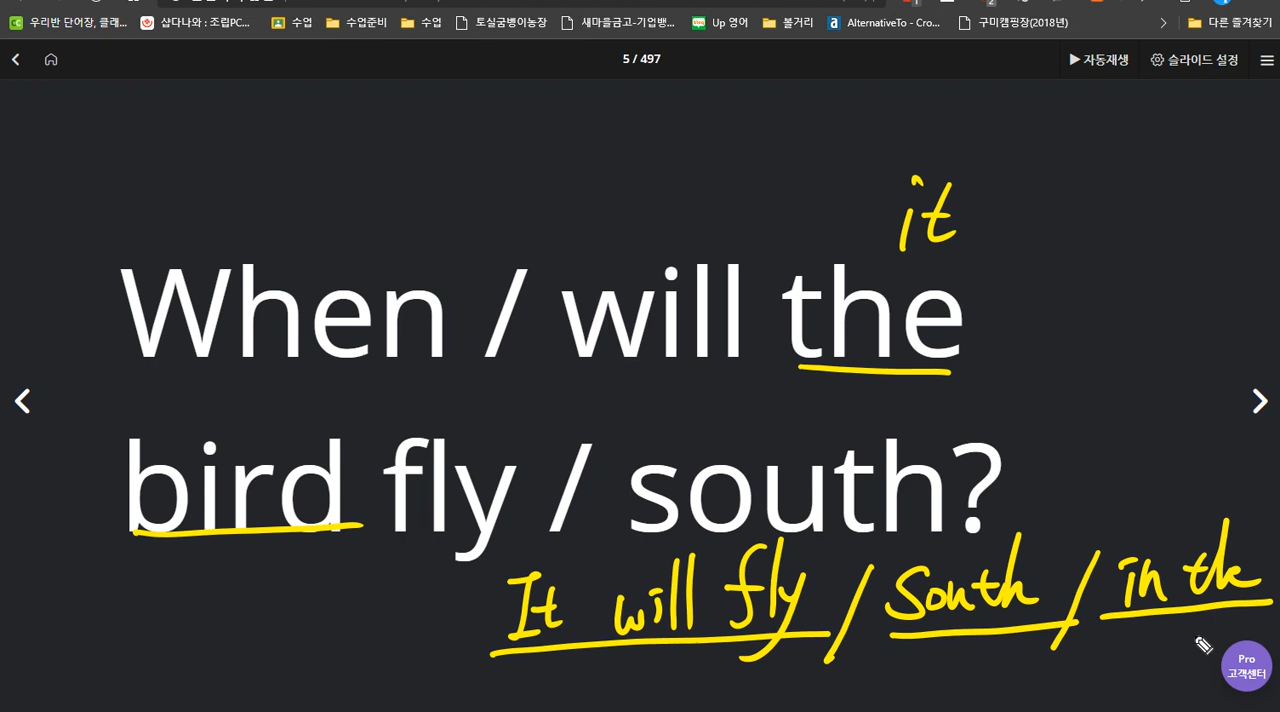 우리반 단어장, 클래... 샵다나와 : 조립PC... 수업 수업준비 수업 토실굼뱅이농장 새마을금고-기업뱅... Up 영어 볼거리 AlternativeTo - Cro... 구미캠핑장(2018년) 다른 즐겨찾기
5 / 497 자동재생 슬라이드 설정
it
When / will the
bird fly / south?
It will fly / South / in the
Pro
고객센터